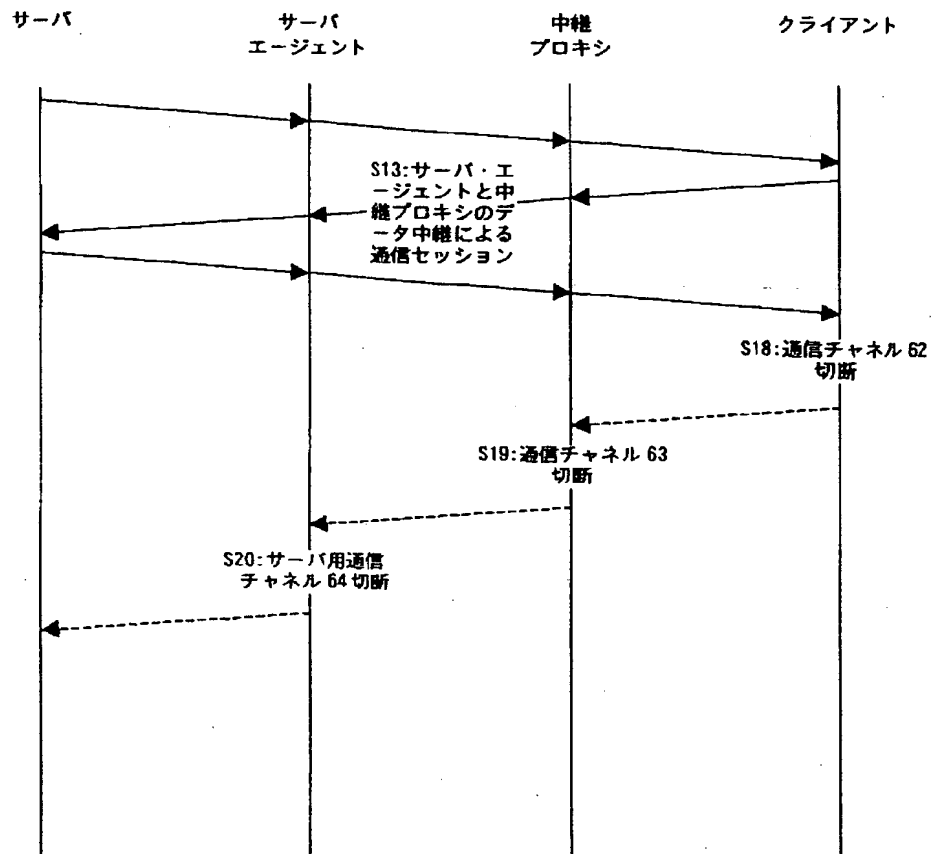 サーバ
サーバ
エージェント
中継
プロキシ
クライアント
S13:サーバ・エ
ージェントと中
継プロキシのデ
ータ中継による
通信セッション
S18:通信チャネル 62
切断
S19:通信チャネル 63
切断
S20:サーバ用通信
チャネル 64 切断